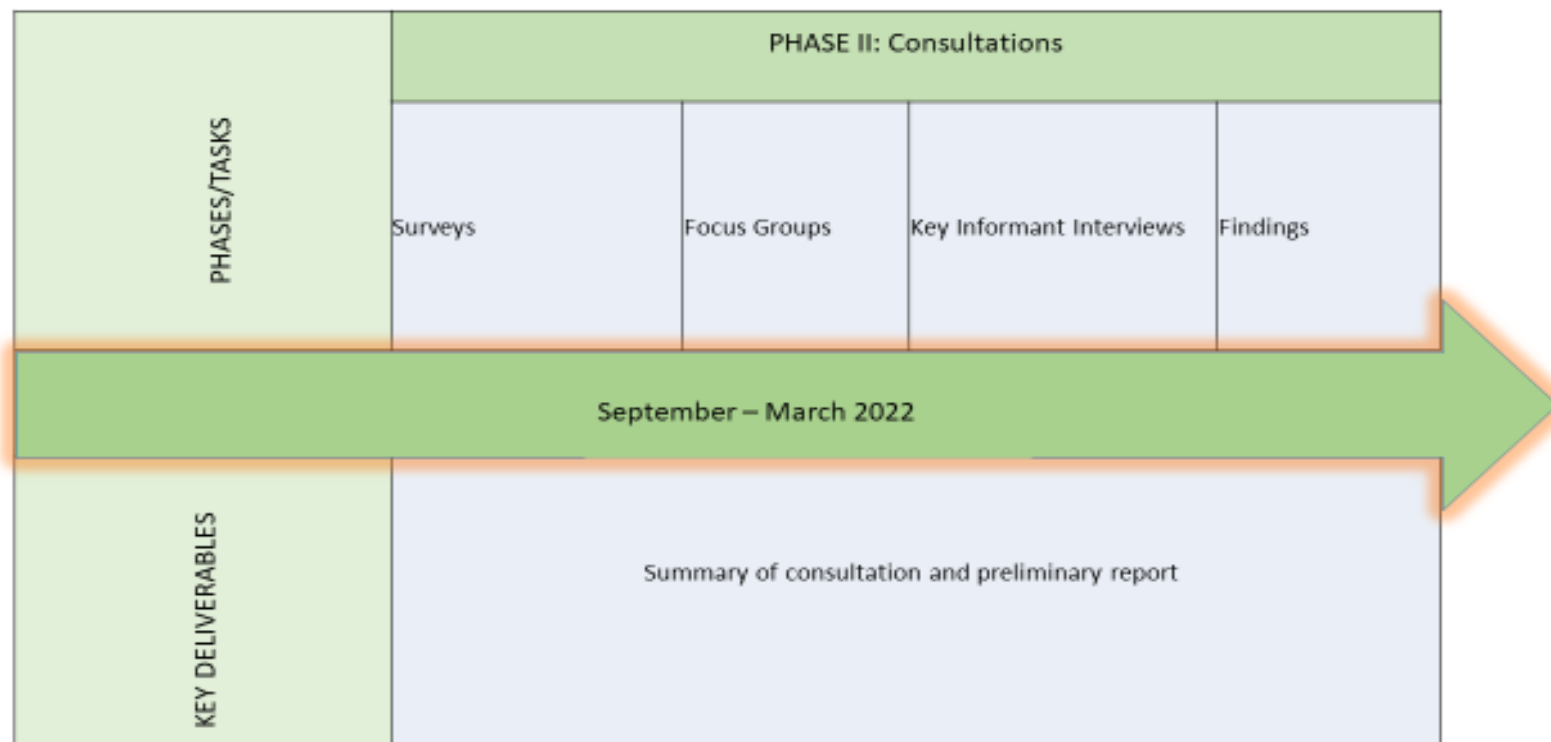 PHASE II: Consultations
PHASES/TASKS
Surveys
Focus Groups
Key Informant Interviews
Findings
September – March 2022
KEY DELIVERABLES
Summary of consultation and preliminary report